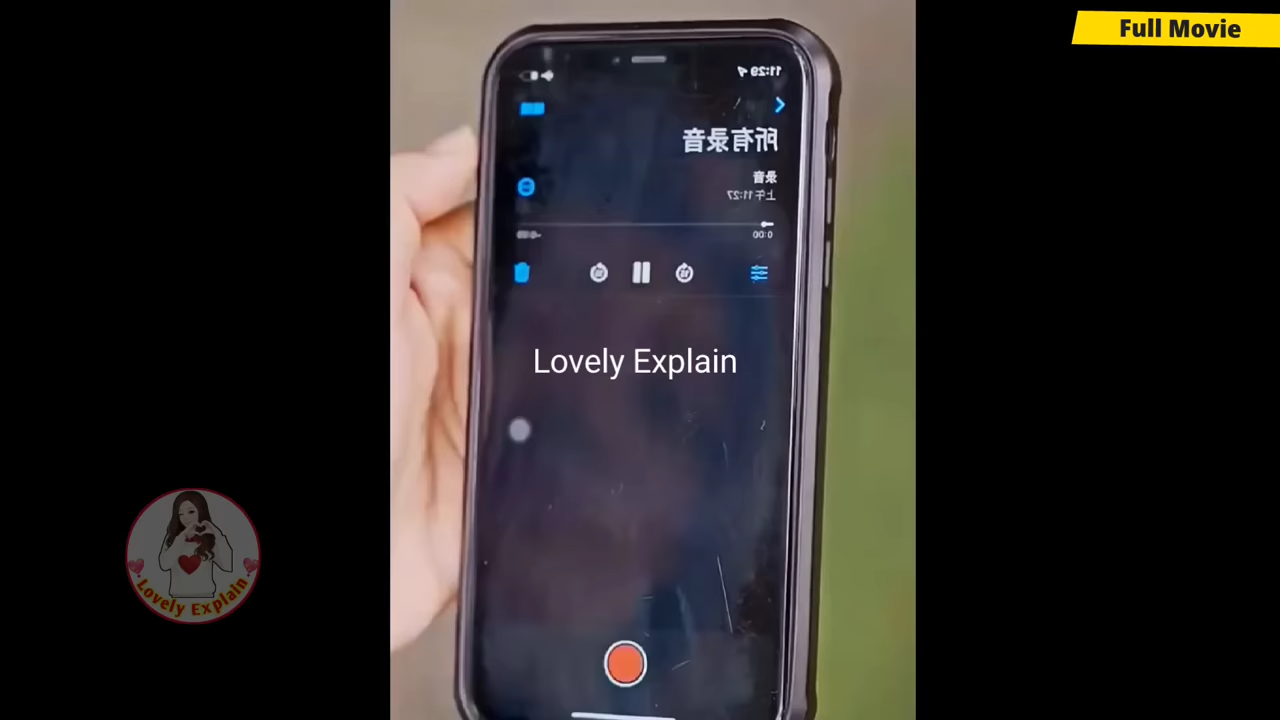 Full Movie
11:29
所有录音
录音
上午11:27
0:00
Lovely Explain
Lovely Explain